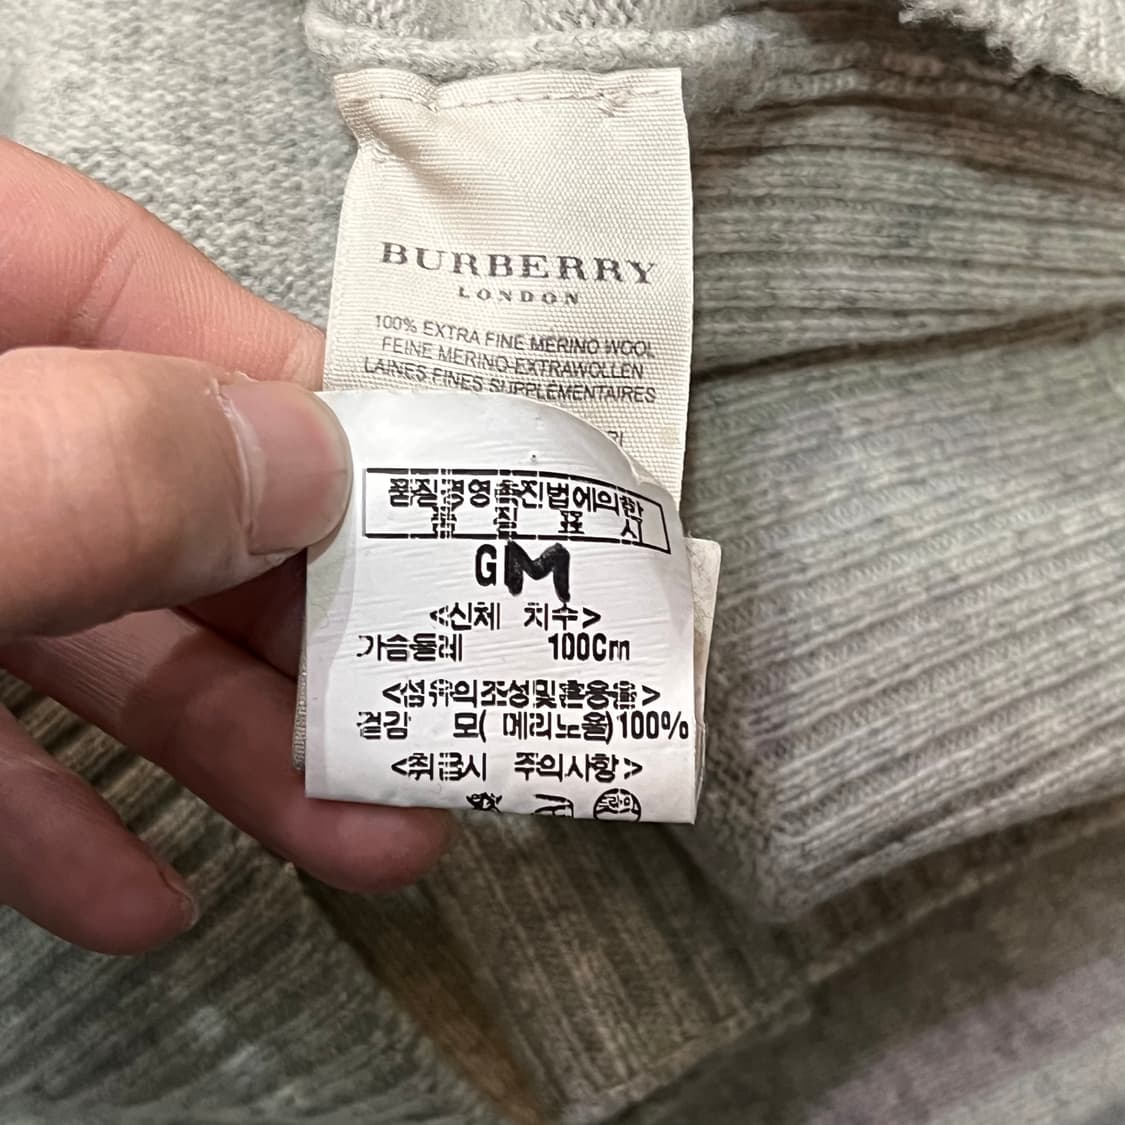 BURBERRY
LONDON
100% EXTRA FINE MERINO WOOL
FEINE MERINO-EXTRAWOLLEN
LAINES FINES SUPPLÉMENTAIRES
품질경영촉진법에의한
품 질 표 시
G M
<신체 치수>
가슴둘레 100Cm
<섬유의조성및혼용율>
겉감 모( 메리노울)100%
<취급시 주의사항>
드라이